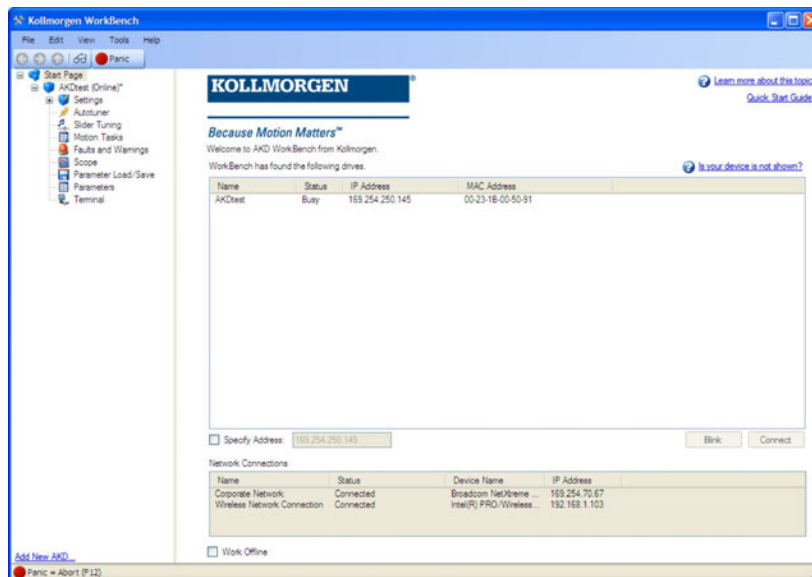 Kollmorgen WorkBench
File Edit View Tools Help
Panic
Start Page
AKDtest (Online)*
Settings
Autotuner
Slider Tuning
Motion Tasks
Faults and Warnings
Scope
Parameter Load/Save
Parameters
Terminal
Add New AKD...
KOLLMORGEN®
Because Motion Matters™
Learn more about this topic
Quick Start Guide
Welcome to AKD WorkBench from Kollmorgen.
WorkBench has found the following drives.
Is your device is not shown?
Name Status IP Address MAC Address
AKDtest Busy 169.254.250.145 00-23-1B-00-50-91
Specify Address: 169.254.250.145 Blink Connect
Network Connections
Name Status Device Name IP Address
Corporate Network Connected Broadcom NetXtreme ... 169.254.70.67
Wireless Network Connection Connected Intel(R) PRO/Wireless... 192.168.1.103
Work Offline
Panic = Abort (F12)